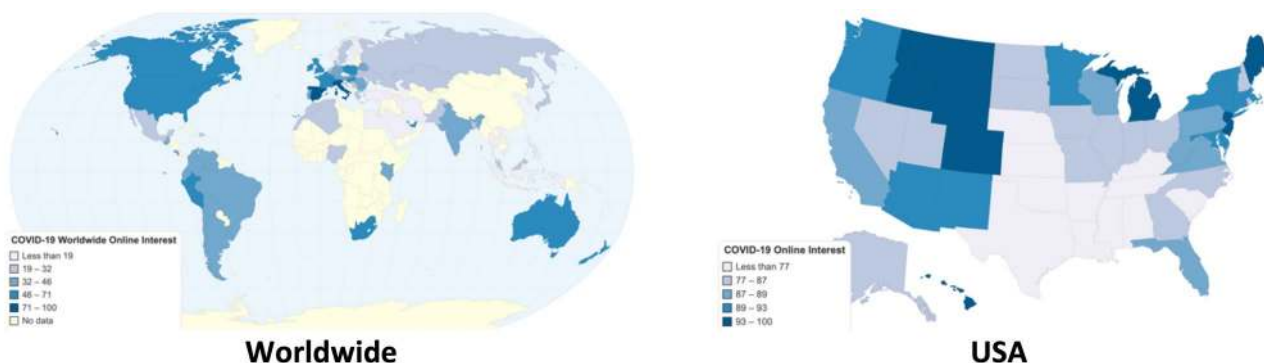 COVID-19 Worldwide Online Interest
Less than 19
19 – 32
32 – 46
46 – 71
71 – 100
No data
Worldwide
COVID-19 Online Interest
Less than 77
77 – 87
87 – 89
89 – 93
93 – 100
USA